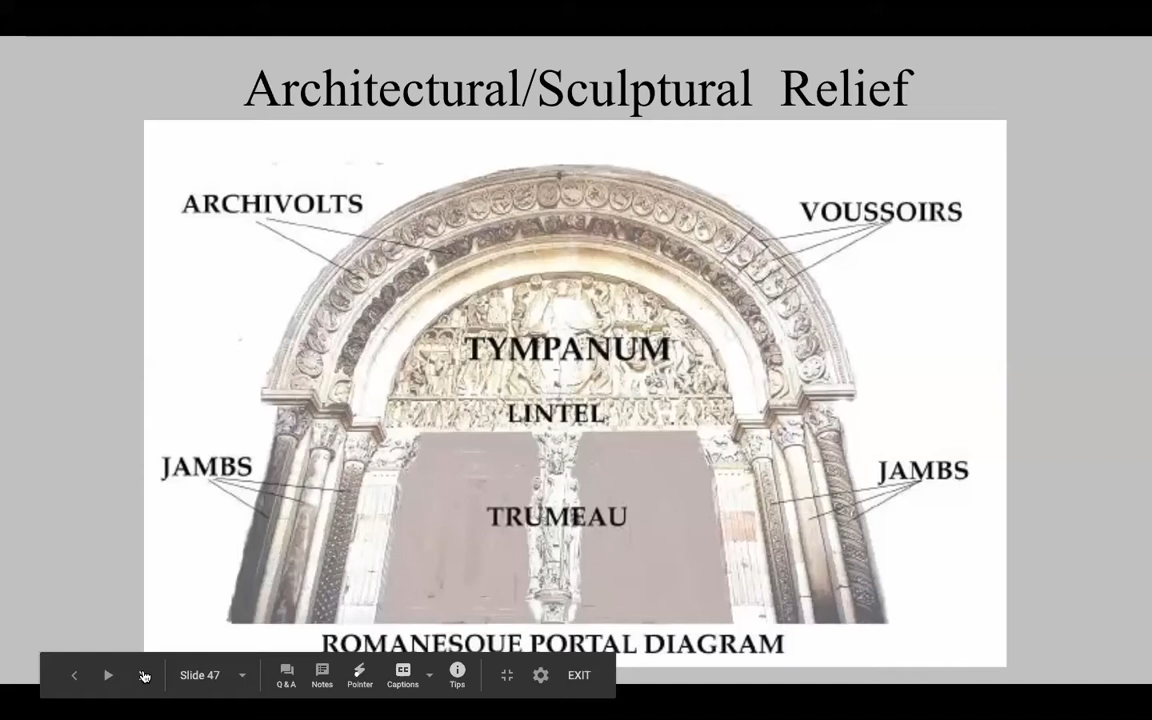 Architectural/Sculptural Relief
ARCHIVOLTS
VOUSSOIRS
TYMPANUM
LINTEL
JAMBS
JAMBS
TRUMEAU
ROMANESQUE PORTAL DIAGRAM
Slide 47
Q & A
Notes
Pointer
CC
Captions
Tips
EXIT